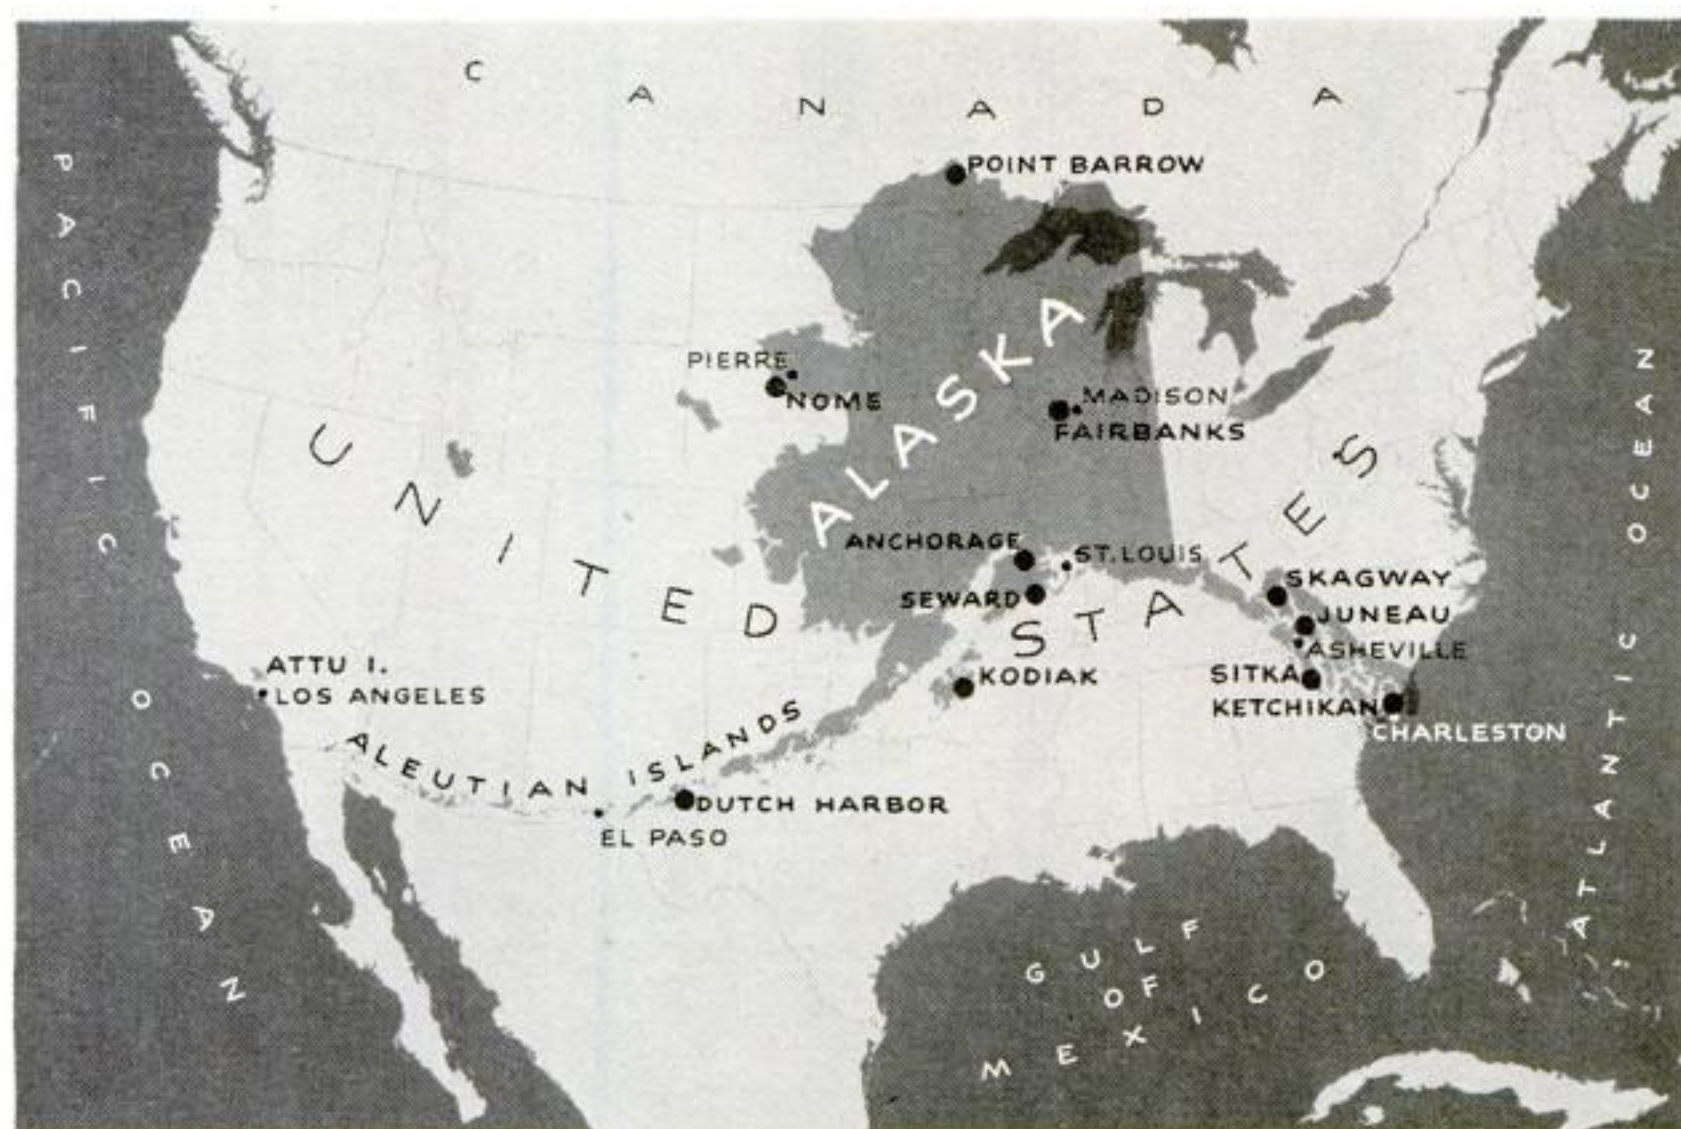 CANADA
PACIFIC OCEAN
POINT BARROW
ALASKA
PIERRE
NOME
MADISON
FAIRBANKS
UNITED STATES
ANCHORAGE
ST. LOUIS
SEWARD
SKAGWAY
JUNEAU
ASHEVILLE
SITKA
KETCHIKAN
CHARLESTON
KODIAK
ATTU I.
LOS ANGELES
ALEUTIAN ISLANDS
DUTCH HARBOR
EL PASO
ATLANTIC OCEAN
GULF
OF
MEXICO